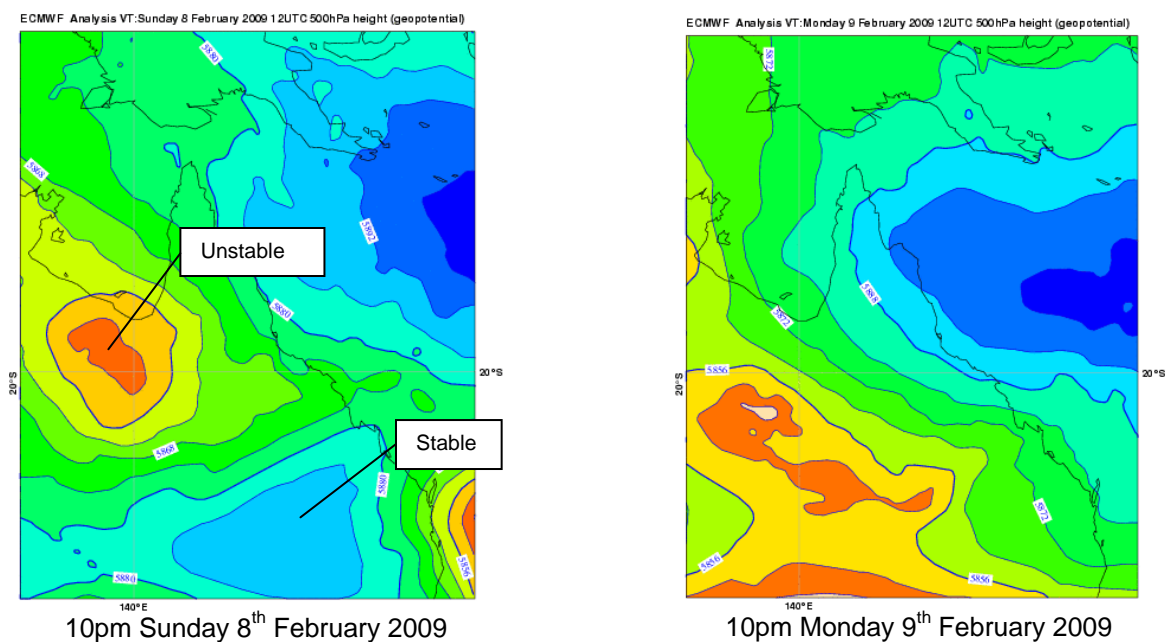 ECMWF Analysis VT:Sunday 8 February 2009 12UTC 500hPa height (geopotential)
5880
5868
5892
Unstable
5880
20°S
20°S
Stable
5868
5880
5856
5880
140°E
10pm Sunday 8th February 2009
ECMWF Analysis VT:Monday 9 February 2009 12UTC 500hPa height (geopotential)
5872
5888
5872
5856
20°S
5872
5856
5856
140°E
10pm Monday 9th February 2009